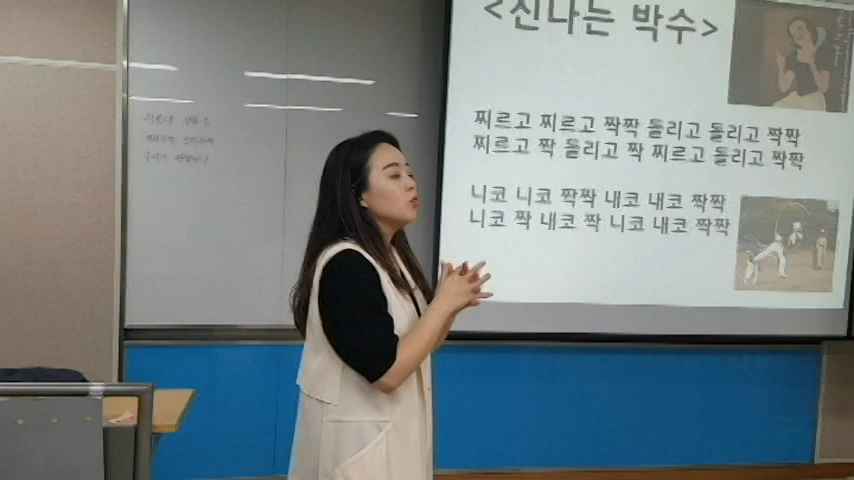 <신나는 박수>
찌르고 찌르고 짝짝 돌리고 돌리고 짝짝
찌르고 짝 돌리고 짝 찌르고 돌리고 짝짝
니코 니코 짝짝 내코 내코 짝짝
니코 짝 내코 짝 니코 내코 짝짝